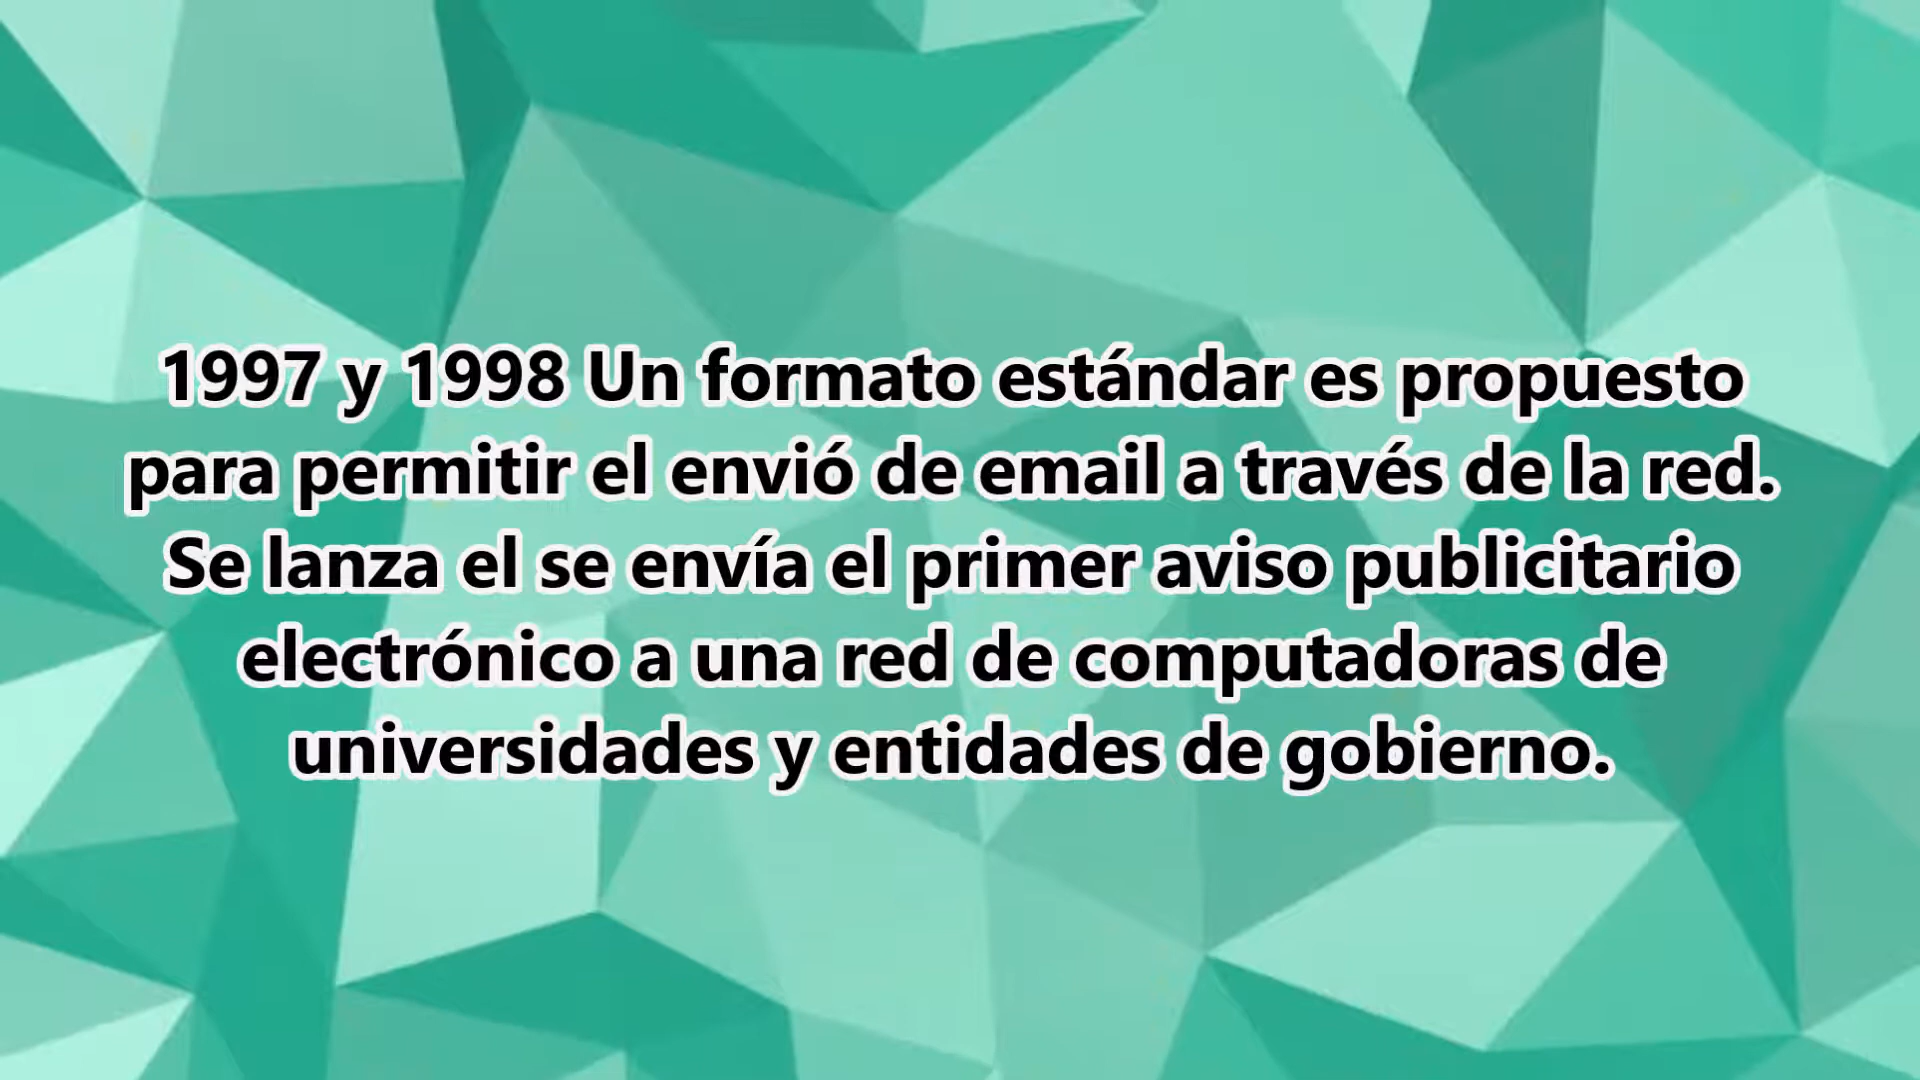 1997 y 1998 Un formato estándar es propuesto
para permitir el envió de email a través de la red.
Se lanza el se envía el primer aviso publicitario
electrónico a una red de computadoras de
universidades y entidades de gobierno.